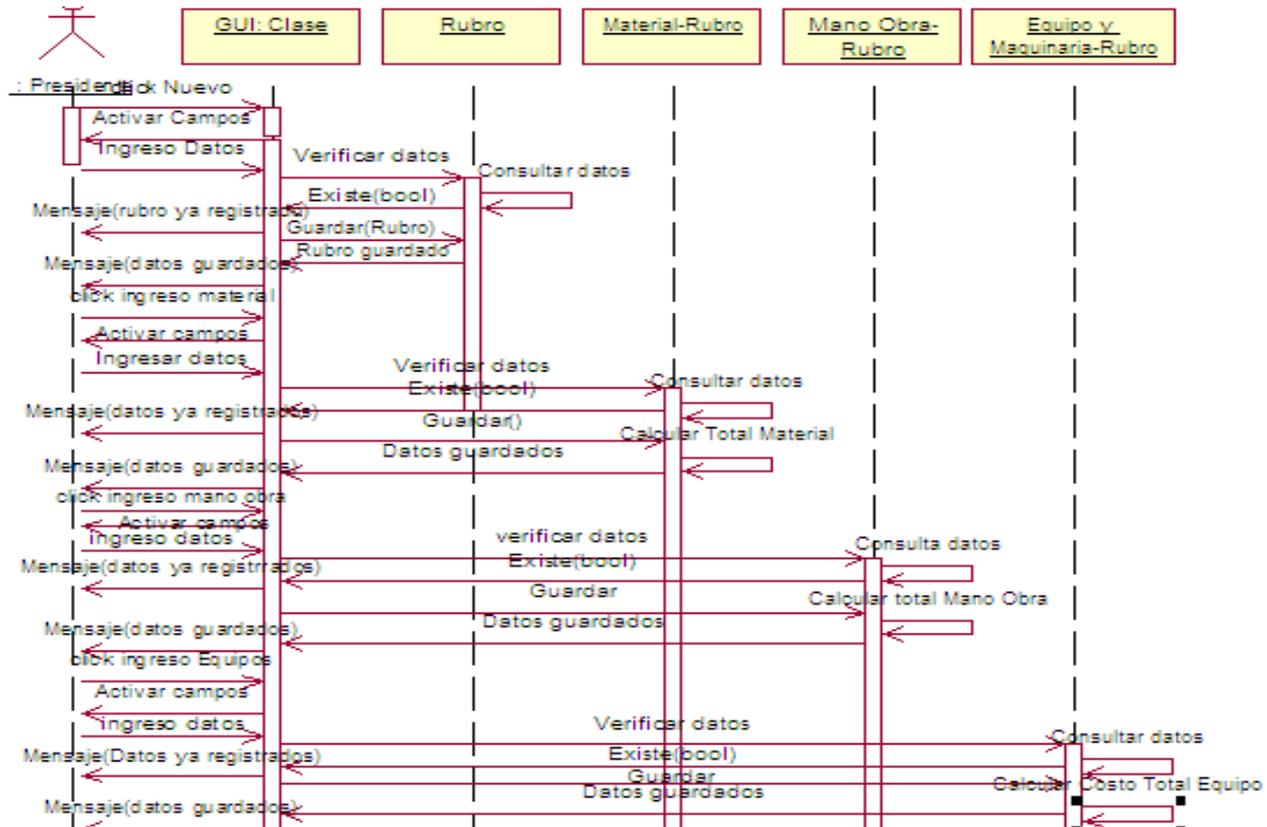 GUI: Clase
Rubro
Material-Rubro
Mano Obra-
Rubro
Equipo y
Maquinaria-Rubro
: Presidente
click Nuevo
Activar Campos
Ingreso Datos
Verificar datos
Consultar datos
Existe(bool)
Mensaje(rubro ya registrado)
Guardar(Rubro)
Rubro guardado
Mensaje(datos guardados)
click ingreso material
Activar campos
Ingresar datos
Verificar datos
Consultar datos
Existe(bool)
Mensaje(datos ya registrados)
Guardar()
Calcular Total Material
Datos guardados
Mensaje(datos guardados)
click ingreso mano obra
Activar campos
ingreso datos
verificar datos
Consulta datos
Existe(bool)
Mensaje(datos ya registrrados)
Guardar
Calcular total Mano Obra
Datos guardados
Mensaje(datos guardados)
click ingreso Equipos
Activar campos
ingreso datos
Verificar datos
Consultar datos
Existe(bool)
Mensaje(Datos ya registrados)
Guardar
Calcular Costo Total Equipo
Datos guardados
Mensaje(datos guardados)